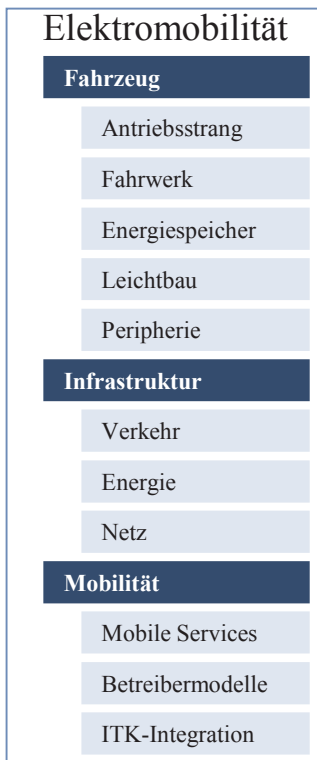 Elektromobilität
Fahrzeug
Antriebsstrang
Fahrwerk
Energiespeicher
Leichtbau
Peripherie
Infrastruktur
Verkehr
Energie
Netz
Mobilität
Mobile Services
Betreibermodelle
ITK-Integration